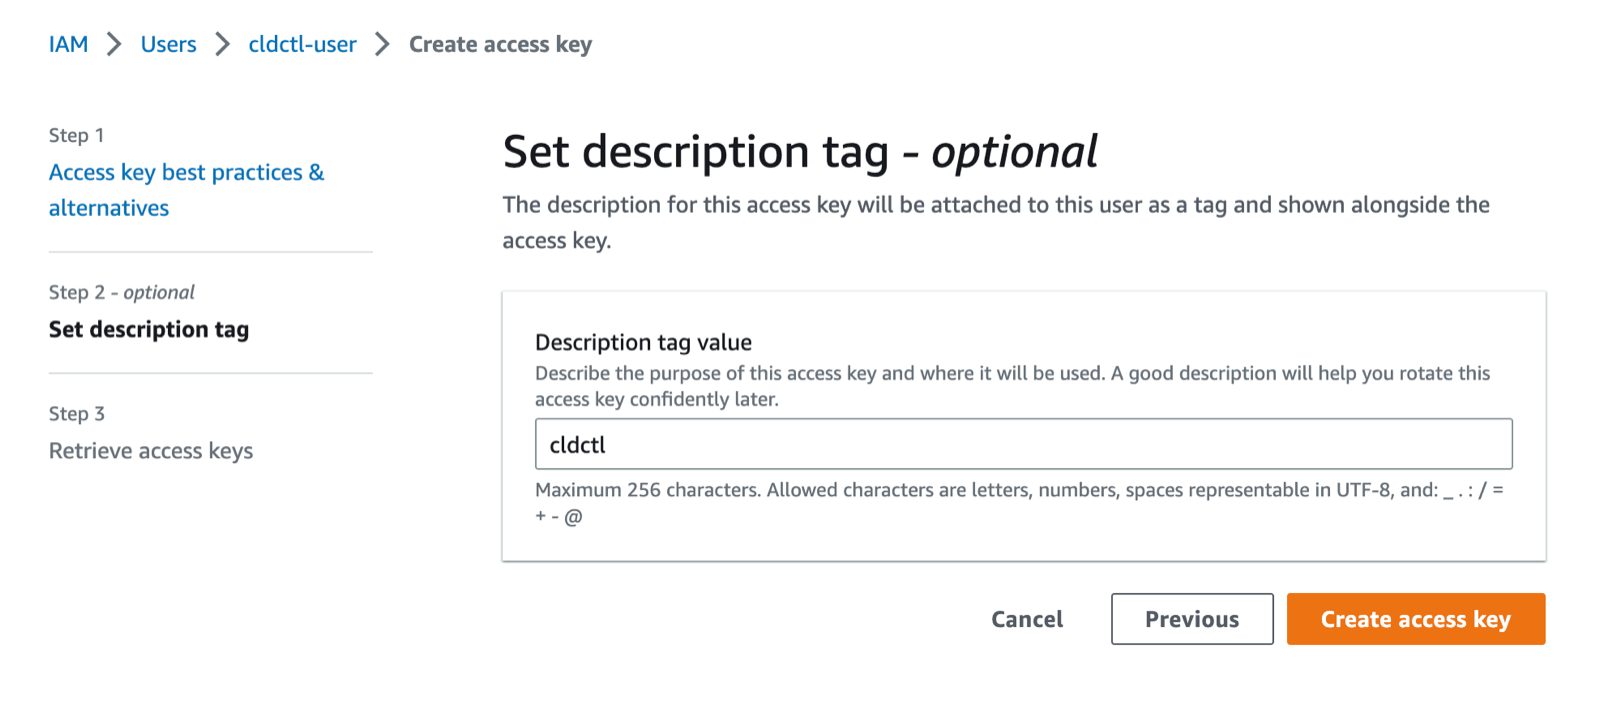 IAM > Users > cldctl-user > Create access key
Step 1
Access key best practices &
alternatives
Step 2 - optional
Set description tag
Step 3
Retrieve access keys
Set description tag - optional
The description for this access key will be attached to this user as a tag and shown alongside the
access key.
Description tag value
Describe the purpose of this access key and where it will be used. A good description will help you rotate this
access key confidently later.
cldctl
Maximum 256 characters. Allowed characters are letters, numbers, spaces representable in UTF-8, and: _ . : / =
+ - @
Cancel
Previous
Create access key